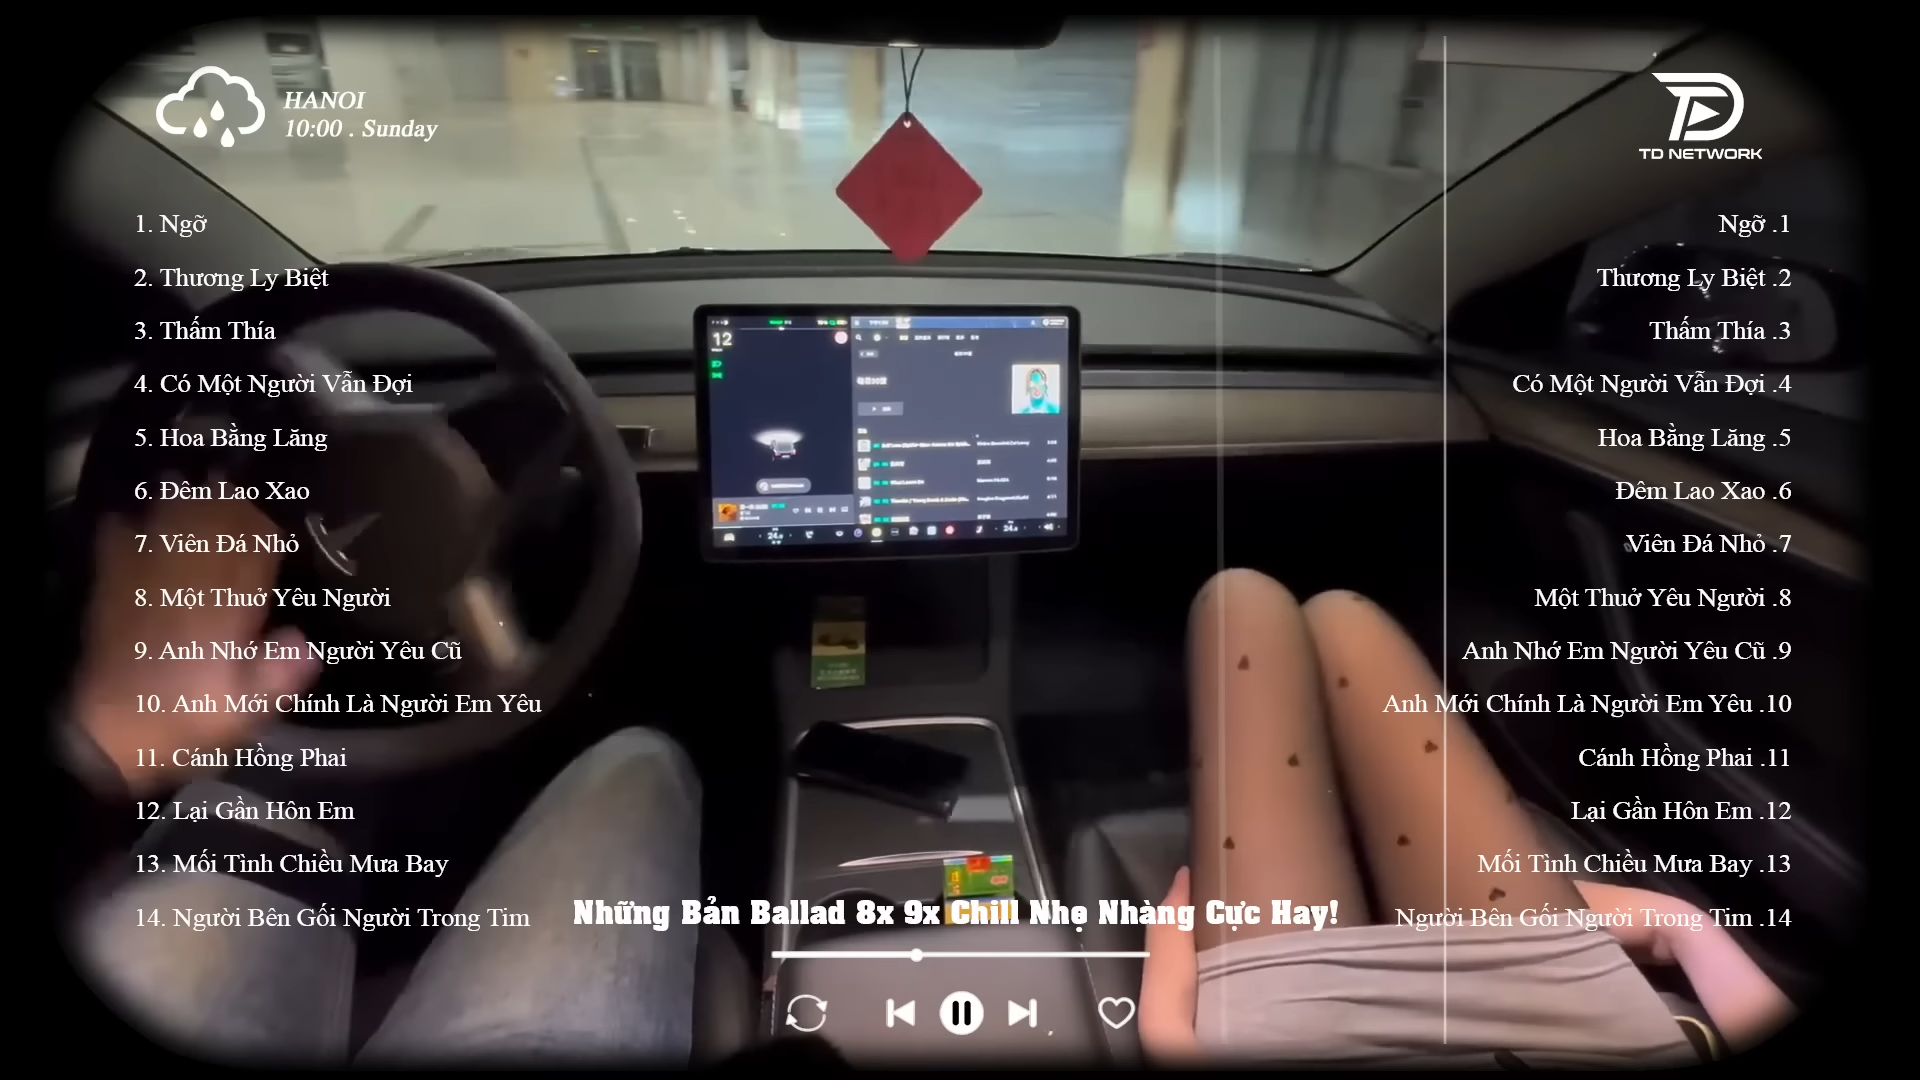 HANOI
10:00 . Sunday
TD NETWORK
1. Ngỡ
2. Thương Ly Biệt
3. Thấm Thía
4. Có Một Người Vẫn Đợi
5. Hoa Bằng Lăng
6. Đêm Lao Xao
7. Viên Đá Nhỏ
8. Một Thuở Yêu Người
9. Anh Nhớ Em Người Yêu Cũ
10. Anh Mới Chính Là Người Em Yêu
11. Cánh Hồng Phai
12. Lại Gần Hôn Em
13. Mối Tình Chiều Mưa Bay
14. Người Bên Gối Người Trong Tim
Ngỡ .1
Thương Ly Biệt .2
Thấm Thía .3
Có Một Người Vẫn Đợi .4
Hoa Bằng Lăng .5
Đêm Lao Xao .6
Viên Đá Nhỏ .7
Một Thuở Yêu Người .8
Anh Nhớ Em Người Yêu Cũ .9
Anh Mới Chính Là Người Em Yêu .10
Cánh Hồng Phai .11
Lại Gần Hôn Em .12
Mối Tình Chiều Mưa Bay .13
Người Bên Gối Người Trong Tim .14
12
Những Bản Ballad 8x 9x Chill Nhẹ Nhàng Cực Hay!